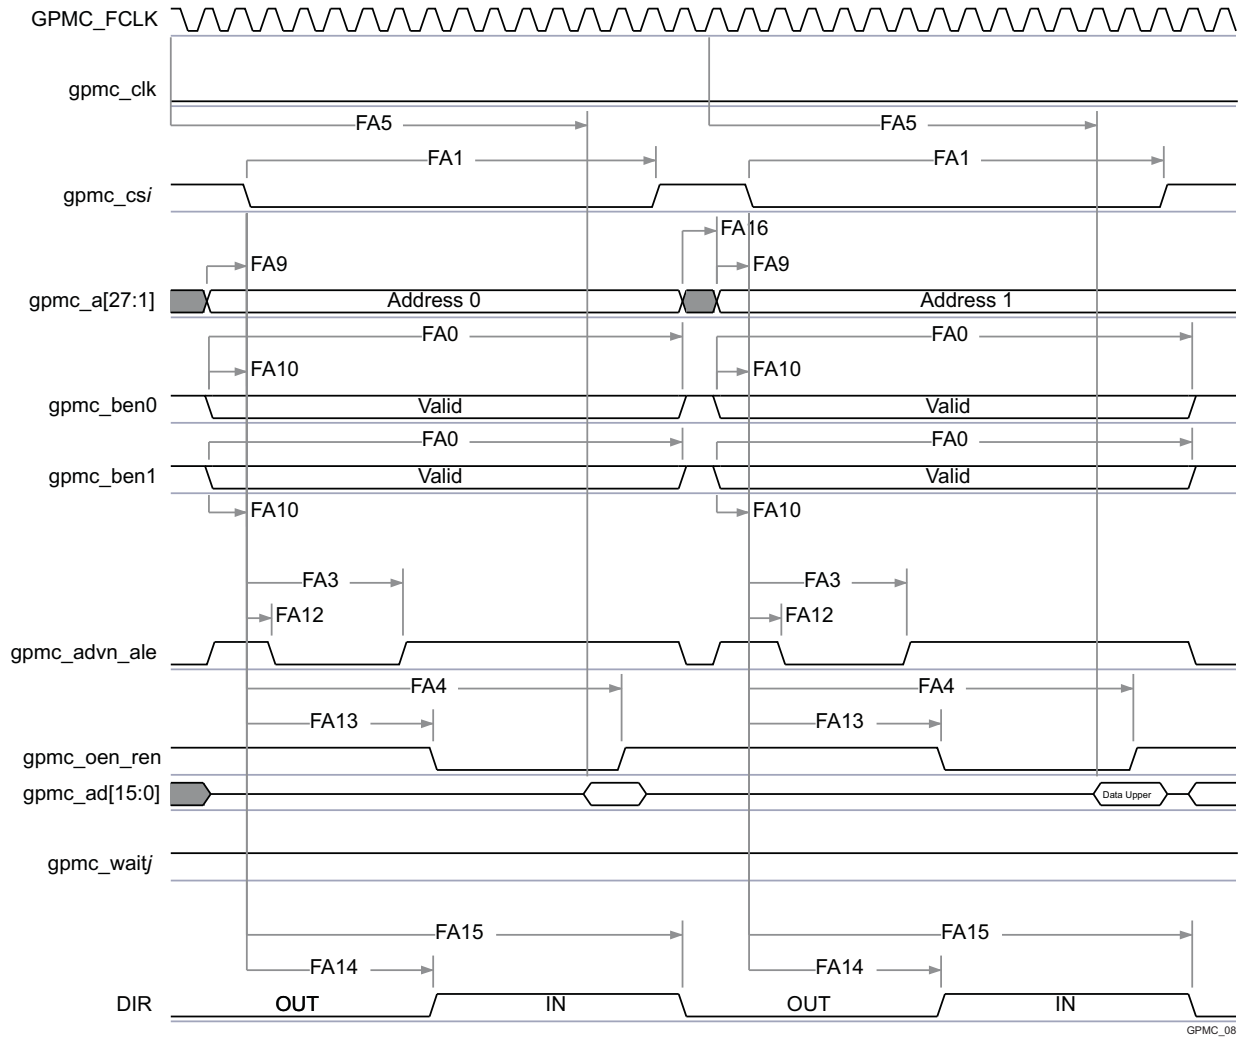 GPMC_FCLK
gpmc_clk
FA5 FA5
FA1 FA1
gpmc_csi
FA16
FA9 FA9
gpmc_a[27:1] Address 0 Address 1
FA0 FA0
FA10 FA10
gpmc_ben0 Valid Valid
FA0 FA0
gpmc_ben1 Valid Valid
FA10 FA10
FA3 FA3
FA12 FA12
gpmc_advn_ale
FA4 FA4
FA13 FA13
gpmc_oen_ren
gpmc_ad[15:0] Data Upper
gpmc_waitj
FA15 FA15
FA14 FA14
DIR OUT IN OUT IN
GPMC_08